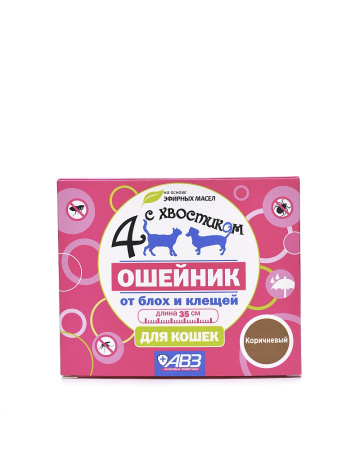 на основе
ЭФИРНЫХ МАСЕЛ
4 с хвостиком
ОШЕЙНИК
от блох и клещей
длина 35 см
ДЛЯ КОШЕК
Коричневый
АВЗ